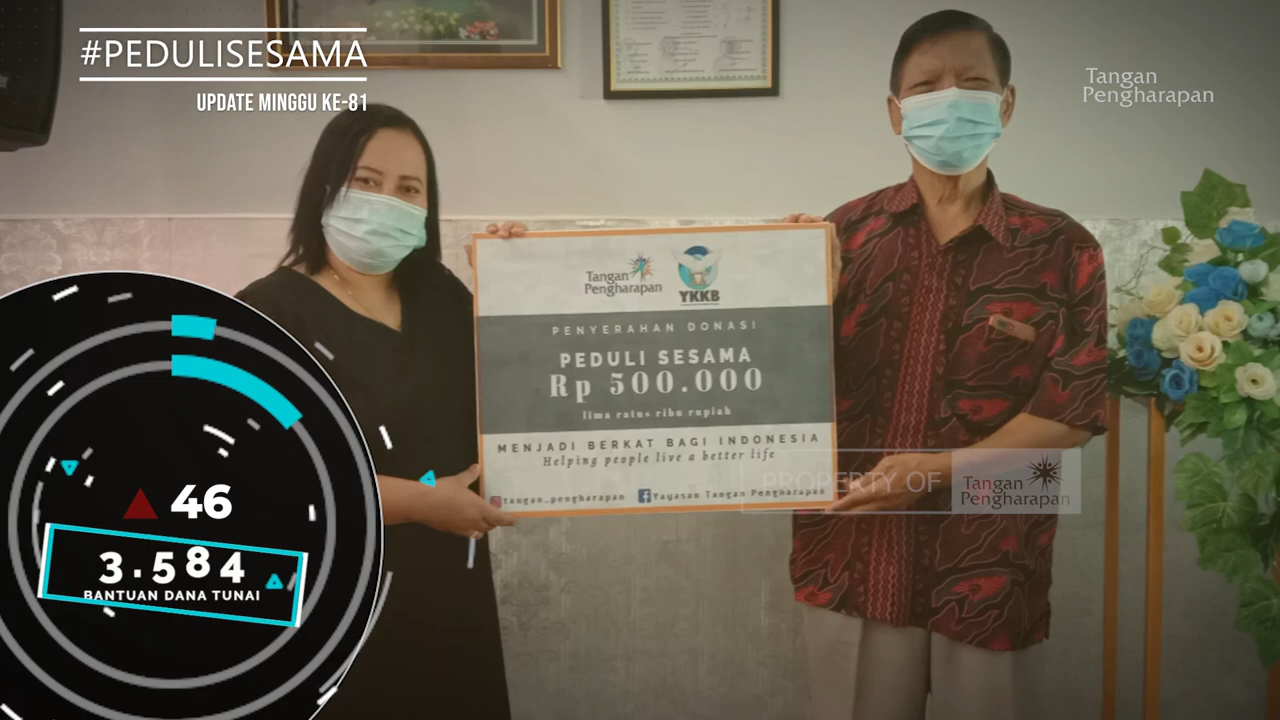 #PEDULISESAMA
UPDATE MINGGU KE-81
Tangan
Pengharapan
Tangan
Pengharapan
YKKB
PENYERAHAN DONASI
PEDULI SESAMA
Rp 500.000
lima ratus ribu rupiah
MENJADI BERKAT BAGI INDONESIA
Helping people live a better life
tangan_pengharapan
Yayasan Tangan Pengharapan
PROPERTY OF
Tangan
Pengharapan
46
3.584
BANTUAN DANA TUNAI